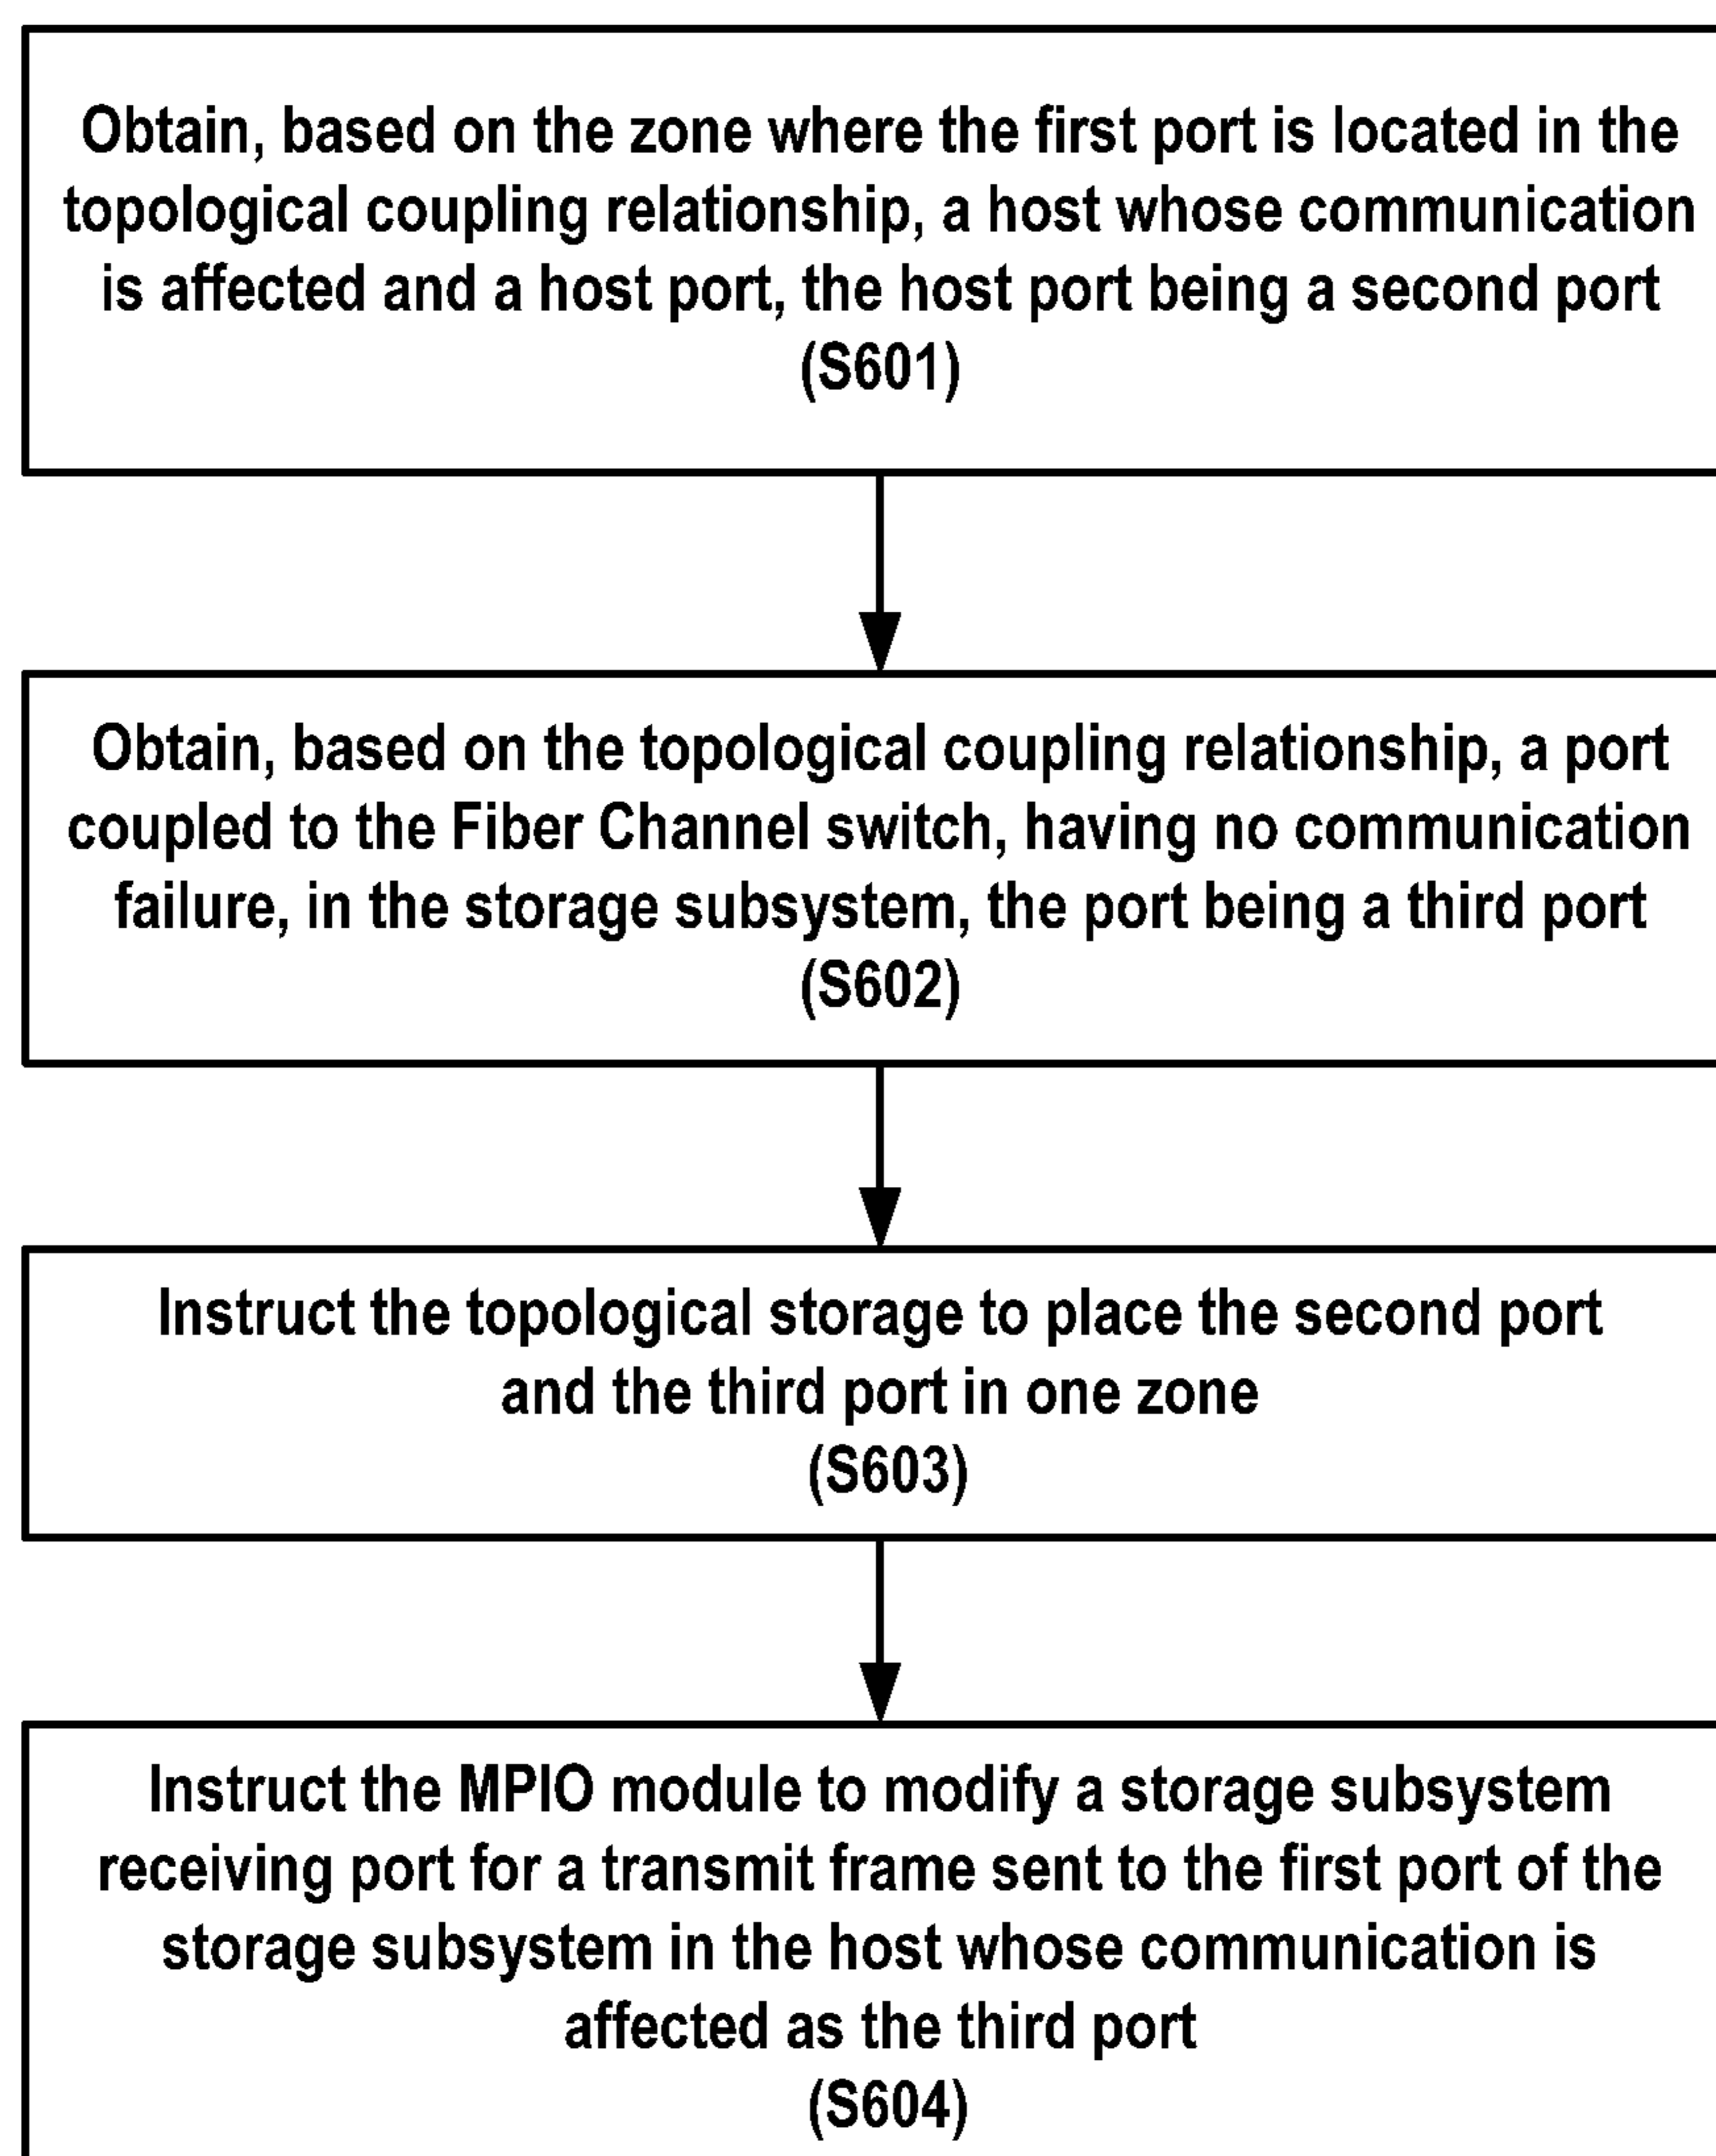 Obtain, based on the zone where the first port is located in the
topological coupling relationship, a host whose communication
is affected and a host port, the host port being a second port
(S601)
Obtain, based on the topological coupling relationship, a port
coupled to the Fiber Channel switch, having no communication
failure, in the storage subsystem, the port being a third port
(S602)
Instruct the topological storage to place the second port
and the third port in one zone
(S603)
Instruct the MPIO module to modify a storage subsystem
receiving port for a transmit frame sent to the first port of the
storage subsystem in the host whose communication is
affected as the third port
(S604)